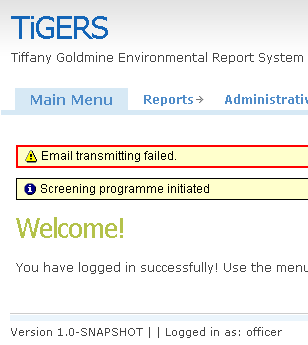 TiGERS
Tiffany Goldmine Environmental Report System
Main Menu Reports Administrativ
Email transmitting failed.
Screening programme initiated
Welcome!
You have logged in successfully! Use the menu
Version 1.0-SNAPSHOT | | Logged in as: officer